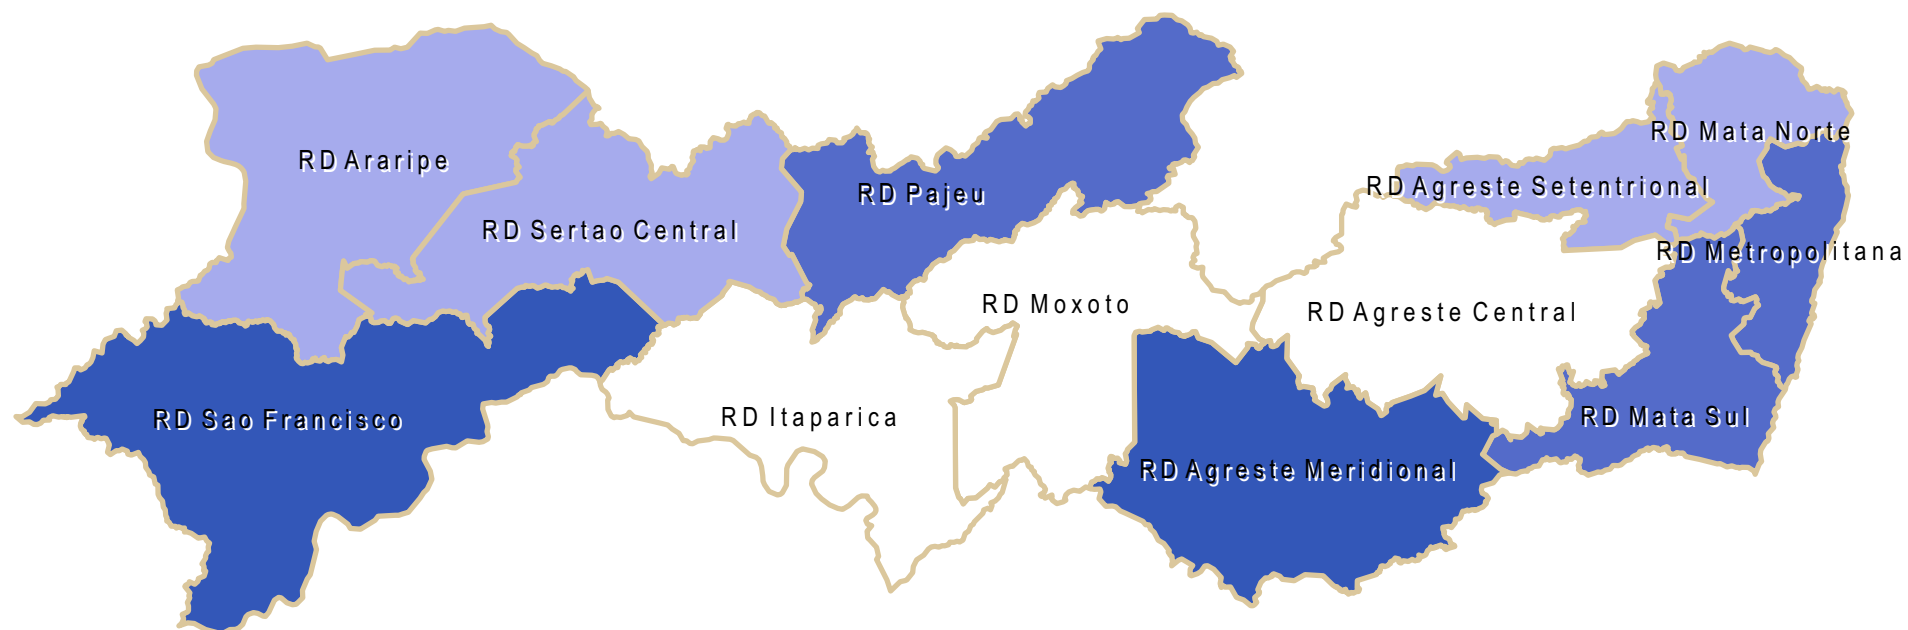 RD Mata Norte
RD Araripe
RD Agreste Setentrional
RD Pajeu
RD Sertao Central
RD Metropolitana
RD Moxoto
RD Agreste Central
RD Sao Francisco
RD Itaparica
RD Mata Sul
RD Agreste Meridional